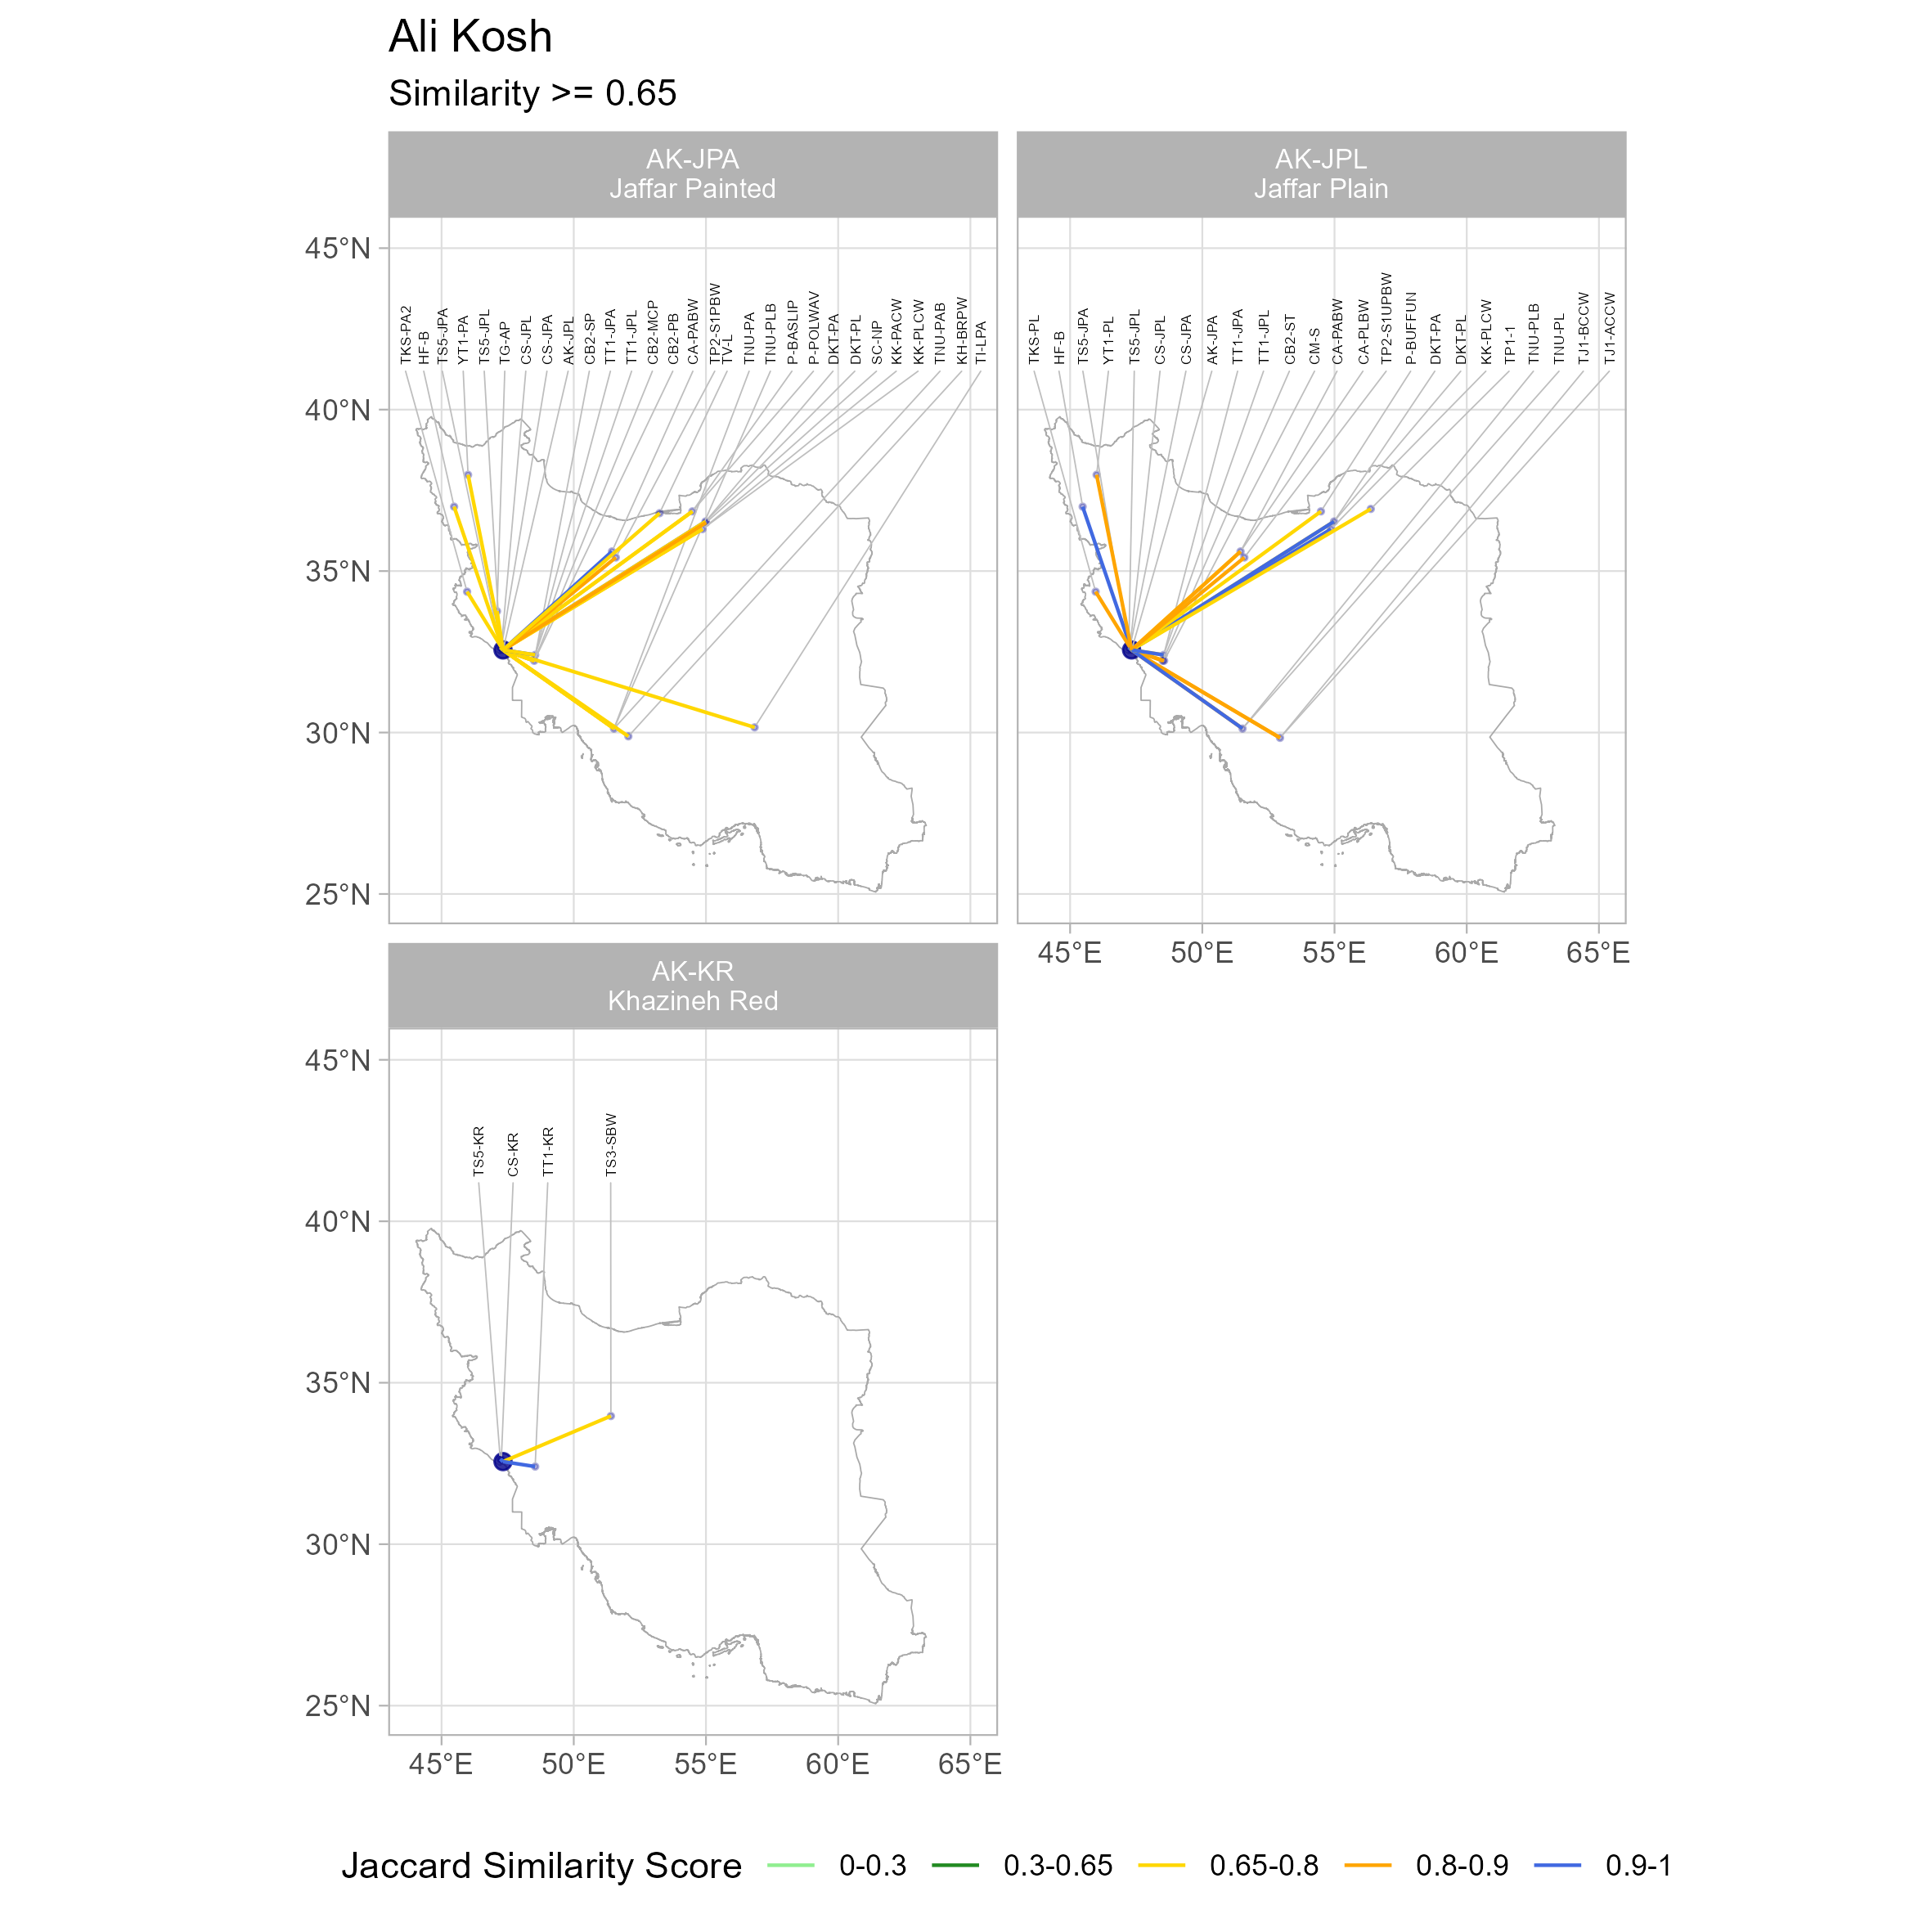 Ali Kosh
Similarity >= 0.65
AK-JPA
Jaffar Painted
AK-JPL
Jaffar Plain
45°N
40°N
35°N
30°N
25°N
TKS-PA2
HF-B
TS5-JPA
YT1-PA
TS5-JPL
TG-AP
CS-JPL
CS-JPA
AK-JPL
CB2-SP
TT1-JPA
TT1-JPL
CB2-MCP
CB2-PB
CA-PABW
TP2-S1PBW
TV-L
TNU-PA
TNU-PLB
P-BASLIP
P-POLWAV
DKT-PA
DKT-PL
SC-NP
KK-PACW
KK-PLCW
TNU-PAB
KH-BRPW
TI-LPA
TKS-PL
HF-B
TS5-JPA
YT1-PL
TS5-JPL
CS-JPL
CS-JPA
AK-JPA
TT1-JPA
TT1-JPL
CB2-ST
CM-S
CA-PABW
CA-PLBW
TP2-S1UPBW
P-BUFFUN
DKT-PA
DKT-PL
KK-PLCW
TP1-1
TNU-PLB
TNU-PL
TJ1-BCCW
TJ1-ACCW
45°E
50°E
55°E
60°E
65°E
AK-KR
Khazineh Red
45°N
40°N
35°N
30°N
25°N
TS5-KR
CS-KR
TT1-KR
TS3-SBW
45°E
50°E
55°E
60°E
65°E
Jaccard Similarity Score
0-0.3
0.3-0.65
0.65-0.8
0.8-0.9
0.9-1